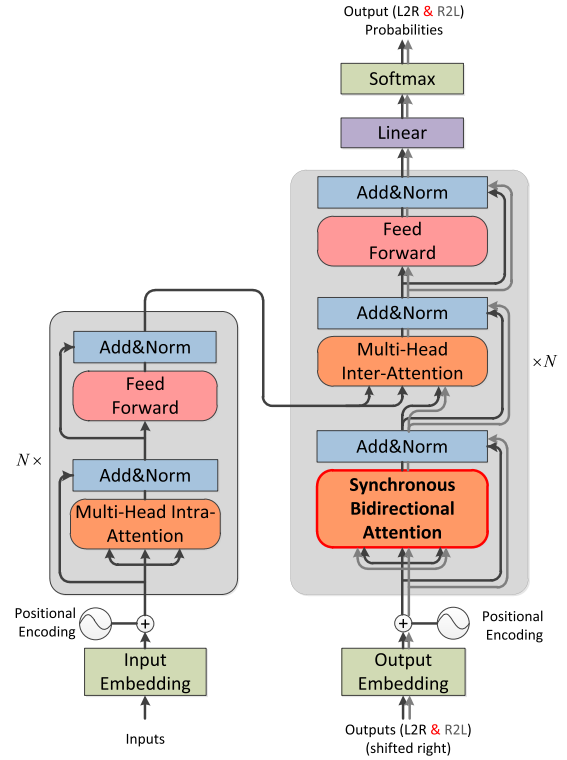 Output (L2R & R2L)
Probabilities
Softmax
Linear
Add&Norm
Feed
Forward
Add&Norm
Multi-Head
Inter-Attention
×N
Add&Norm
Synchronous
Bidirectional
Attention
Positional
Encoding
Output
Embedding
Outputs (L2R & R2L)
(shifted right)
Add&Norm
Feed
Forward
N×
Add&Norm
Multi-Head Intra-
Attention
Positional
Encoding
Input
Embedding
Inputs